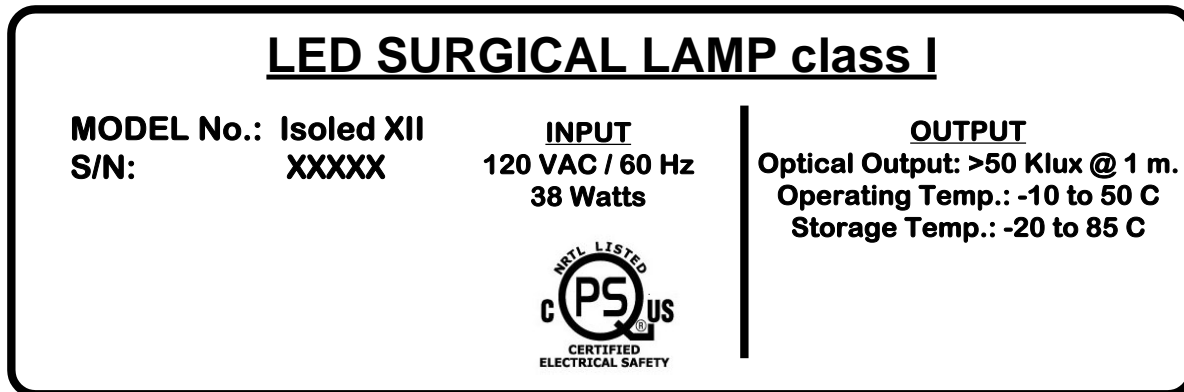 LED SURGICAL LAMP class I
MODEL No.: Isoled XII
S/N: XXXXX
INPUT
120 VAC / 60 Hz
38 Watts
NRTL LISTED
C QPS US
®
CERTIFIED
ELECTRICAL SAFETY
OUTPUT
Optical Output: >50 Klux @ 1 m.
Operating Temp.: -10 to 50 C
Storage Temp.: -20 to 85 C